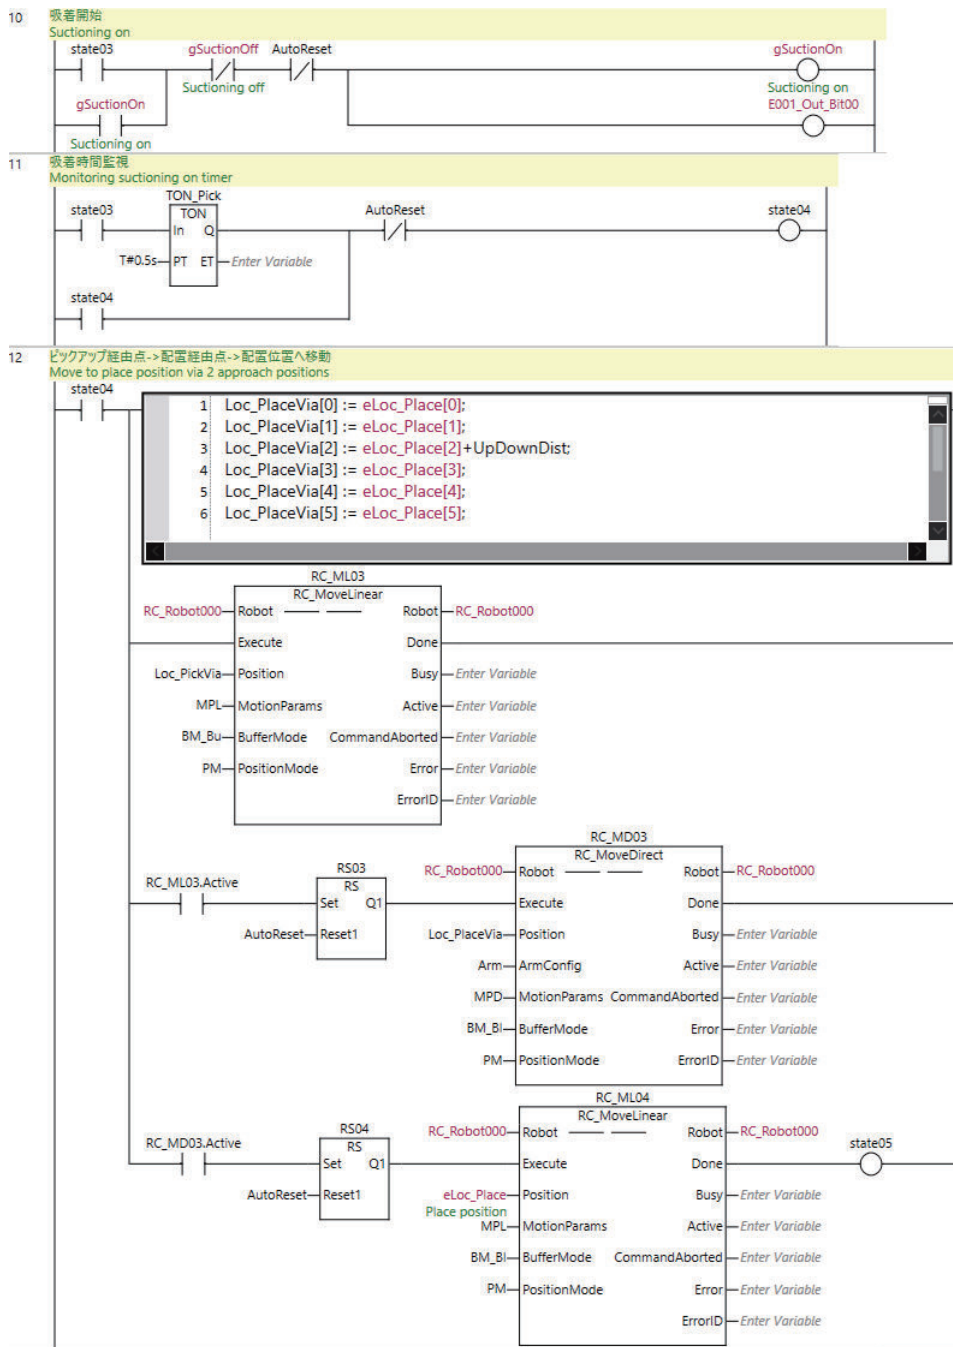 10
吸着開始
Suctioning on
state03 gSuctionOff AutoReset gSuctionOn
Suctioning off Suctioning on
gSuctionOn E001_Out_Bit00
Suctioning on
11
吸着時間監視
Monitoring suctioning on timer
TON_Pick
state03 TON AutoReset state04
In Q
T#0.5s PT ET Enter Variable
state04
12
ピックアップ経由点->配置経由点->配置位置へ移動
Move to place position via 2 approach positions
state04
1 Loc_PlaceVia[0] := eLoc_Place[0];
2 Loc_PlaceVia[1] := eLoc_Place[1];
3 Loc_PlaceVia[2] := eLoc_Place[2]+UpDownDist;
4 Loc_PlaceVia[3] := eLoc_Place[3];
5 Loc_PlaceVia[4] := eLoc_Place[4];
6 Loc_PlaceVia[5] := eLoc_Place[5];
RC_ML03
RC_MoveLinear
RC_Robot000 Robot Robot RC_Robot000
Execute Done
Loc_PickVia Position Busy Enter Variable
MPL MotionParams Active Enter Variable
BM_Bu BufferMode CommandAborted Enter Variable
PM PositionMode Error Enter Variable
ErrorID Enter Variable
RC_MD03
RC_MoveDirect
RS03 RC_Robot000 Robot Robot RC_Robot000
RC_ML03.Active RS
Set Q1 Execute Done
AutoReset Reset1 Loc_PlaceVia Position Busy Enter Variable
Arm ArmConfig Active Enter Variable
MPD MotionParams CommandAborted Enter Variable
BM_Bl BufferMode Error Enter Variable
PM PositionMode ErrorID Enter Variable
RC_ML04
RC_MoveLinear
RS04 RC_Robot000 Robot Robot RC_Robot000
RC_MD03.Active RS state05
Set Q1 Execute Done
AutoReset Reset1 eLoc_Place Position Busy Enter Variable
Place position
MPL MotionParams Active Enter Variable
BM_Bl BufferMode CommandAborted Enter Variable
PM PositionMode Error Enter Variable
ErrorID Enter Variable